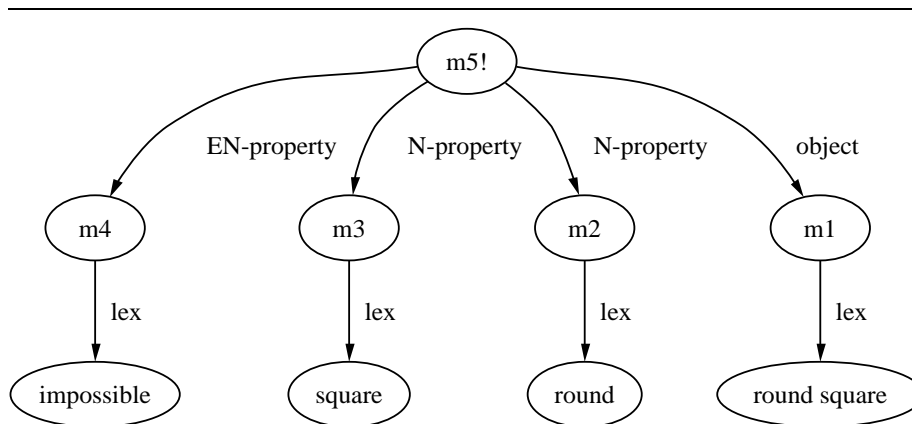 m5!
EN-property N-property N-property object
m4 m3 m2 m1
lex lex lex lex
impossible square round round square